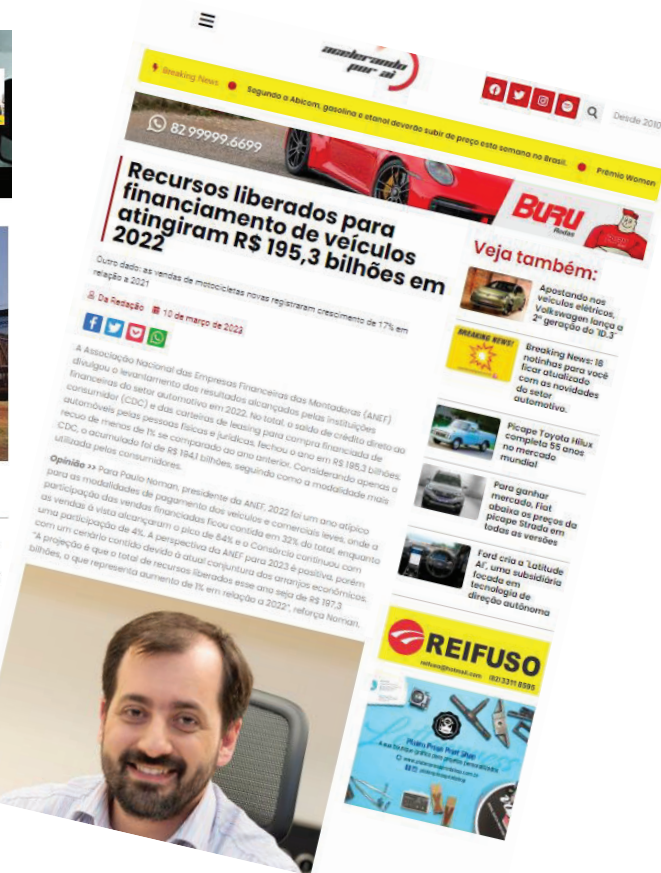 acelerando
por aí
Desde 2010
Breaking News
Segundo a Abicom, gasolina e etanol deverão subir de preço esta semana no Brasil.
Prêmio Women
82 99999.6699
BURU
Rodas
Recursos liberados para
financiamento de veículos
atingiram R$ 195,3 bilhões em
2022
Outro dado: as vendas de motocicletas novas registraram crescimento de 17% em
relação a 2021
Da Redação
10 de março de 2023
A Associação Nacional das Empresas Financeiras das Montadoras (ANEF)
divulgou o levantamento dos resultados alcançados pelas instituições
financeiras do setor automotivo em 2022. No total, o saldo de crédito direto ao
consumidor (CDC) e das carteiras de leasing para compra financiada de
automóveis pelas pessoas físicas e jurídicas, fechou o ano em R$ 195,3 bilhões,
recuo de menos de 1% se comparado ao ano anterior. Considerando apenas o
CDC, o acumulado foi de R$ 194,1 bilhões, seguindo como a modalidade mais
utilizada pelos consumidores.
Opinião >> Para Paulo Noman, presidente da ANEF, 2022 foi um ano atípico
para as modalidades de pagamento dos veículos e comerciais leves, onde a
participação das vendas financiadas ficou contida em 32% do total, enquanto
as vendas à vista alcançaram o pico de 64% e o Consórcio continuou com
uma participação de 4%. A perspectiva da ANEF para 2023 é positiva, porém
com um cenário contido devido à atual conjuntura dos arranjos econômicos.
"A projeção é que o total de recursos liberados esse ano seja de R$ 197,3
bilhões, o que representa aumento de 1% em relação a 2022", reforça Noman.
Veja também:
Apostando nos
veículos elétricos,
Volkswagen lança a
2ª geração do "ID.3"
BREAKING NEWS!
Breaking News: 18
notinhas para você
ficar atualizado
com as novidades
do setor
automotivo.
Picape Toyota Hilux
completa 55 anos
no mercado
mundial
Para ganhar
mercado, Fiat
abaixa os preços da
picape Strada em
todas as versões
Ford cria a "Latitude
AI", uma subsidiária
focada em
tecnologia de
direção autônoma
REIFUSO
reifuso@hotmail.com
(82) 3311 8595